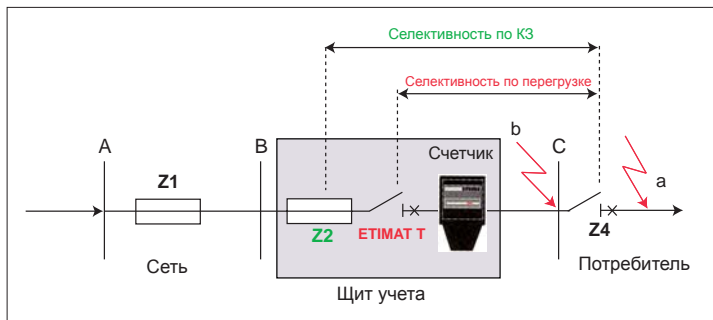 Селективность по КЗ
Селективность по перегрузке
A
B
Счетчик
b
C
a
Z1
Z2
ETIMAT T
Z4
Сеть
Потребитель
Щит учета